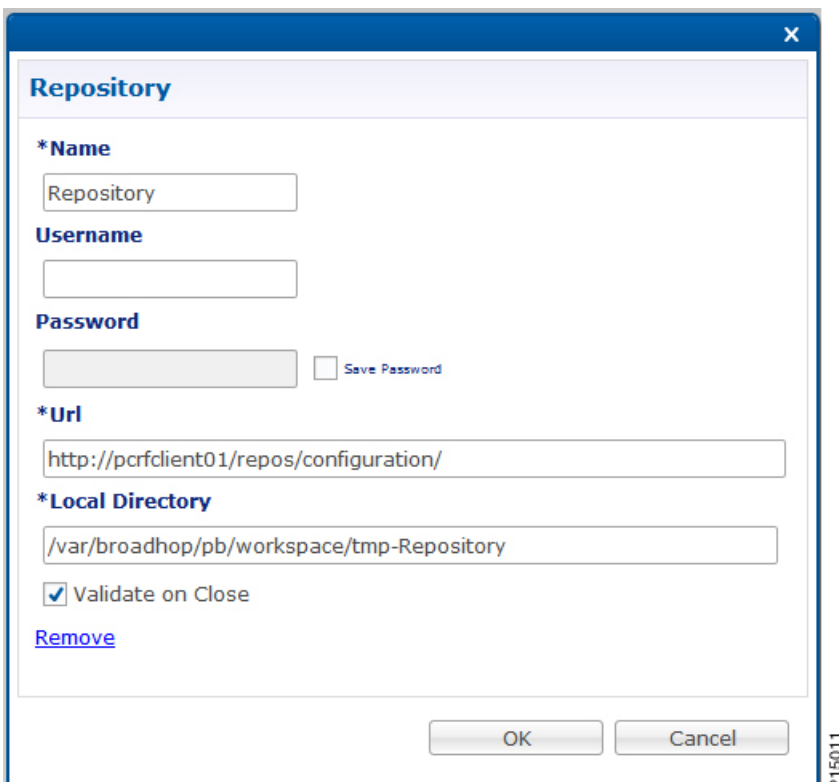 x
Repository
*Name
Repository
Username
Password
Save Password
*Url
http://pcrfclient01/repos/configuration/
*Local Directory
/var/broadhop/pb/workspace/tmp-Repository
Validate on Close
Remove
OK Cancel